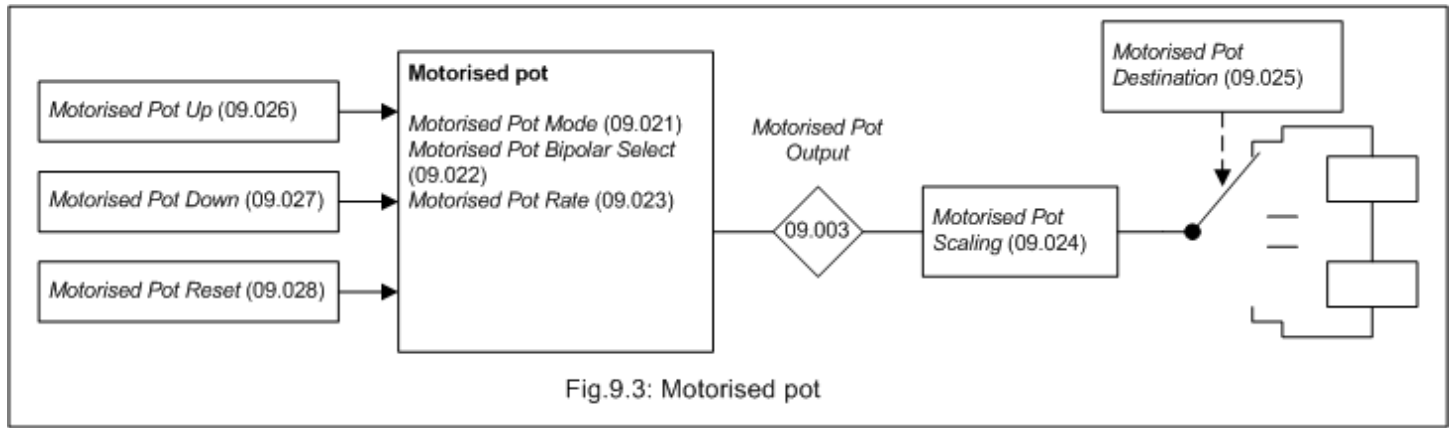 Motorised Pot Up (09.026)
Motorised Pot Down (09.027)
Motorised Pot Reset (09.028)
Motorised pot
Motorised Pot Mode (09.021)
Motorised Pot Bipolar Select
(09.022)
Motorised Pot Rate (09.023)
Motorised Pot
Output
09.003
Motorised Pot
Scaling (09.024)
Motorised Pot
Destination (09.025)
Fig.9.3: Motorised pot